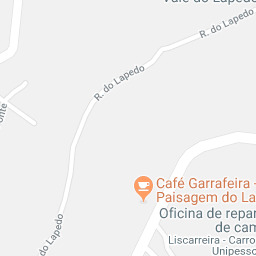 Vale do Lapedo
R. do Lapedo
R. do Lapedo
Café Garrafeira -
Paisagem do La
Oficina de repar
de cam
Liscarreira - Carro
Unipesso
R. do Lapedo